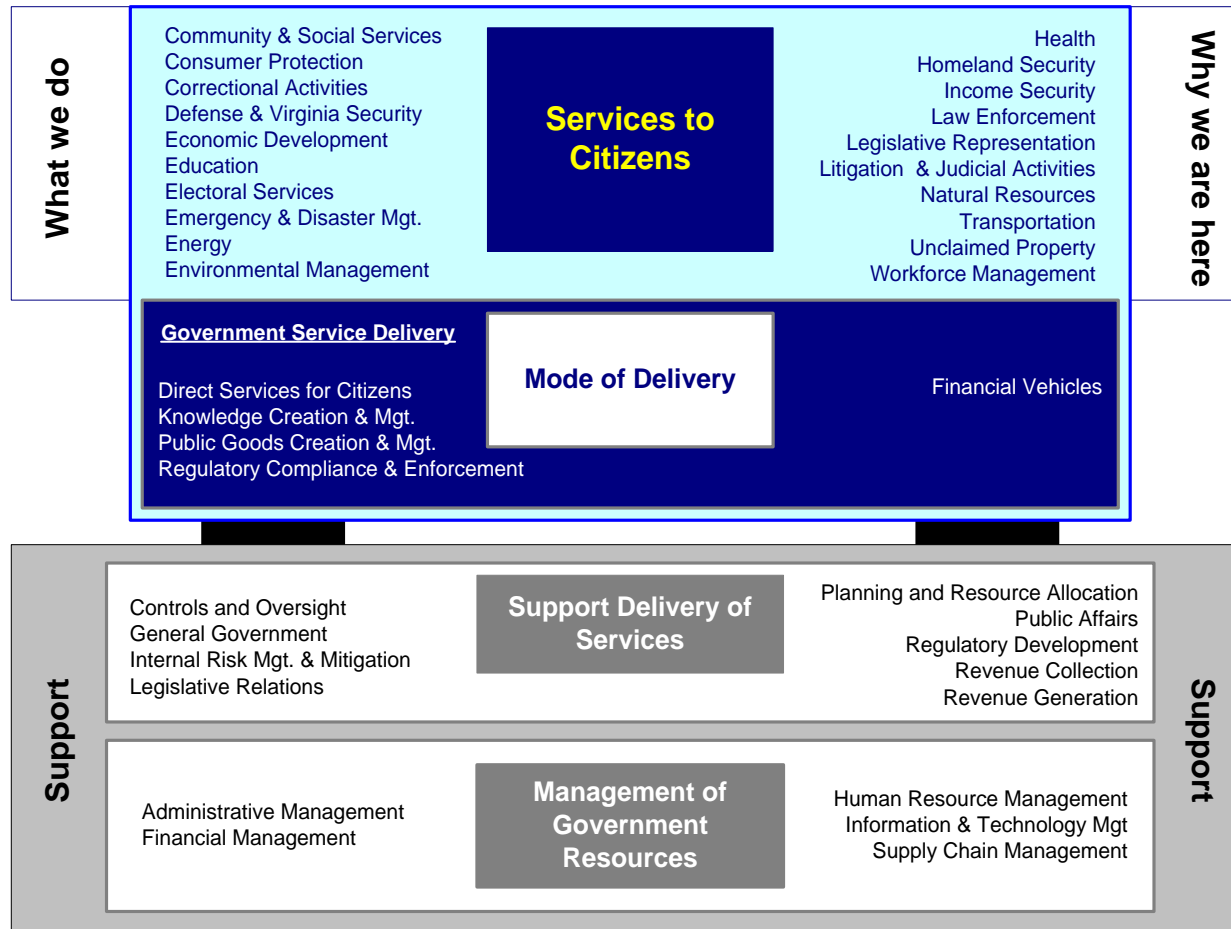 What we do
Community & Social Services
Consumer Protection
Correctional Activities
Defense & Virginia Security
Economic Development
Education
Electoral Services
Emergency & Disaster Mgt.
Energy
Environmental Management
Services to
Citizens
Health
Homeland Security
Income Security
Law Enforcement
Legislative Representation
Litigation & Judicial Activities
Natural Resources
Transportation
Unclaimed Property
Workforce Management
Why we are here
Government Service Delivery
Direct Services for Citizens
Knowledge Creation & Mgt.
Public Goods Creation & Mgt.
Regulatory Compliance & Enforcement
Mode of Delivery
Financial Vehicles
Support
Controls and Oversight
General Government
Internal Risk Mgt. & Mitigation
Legislative Relations
Support Delivery of
Services
Planning and Resource Allocation
Public Affairs
Regulatory Development
Revenue Collection
Revenue Generation
Administrative Management
Financial Management
Management of
Government
Resources
Human Resource Management
Information & Technology Mgt
Supply Chain Management
Support